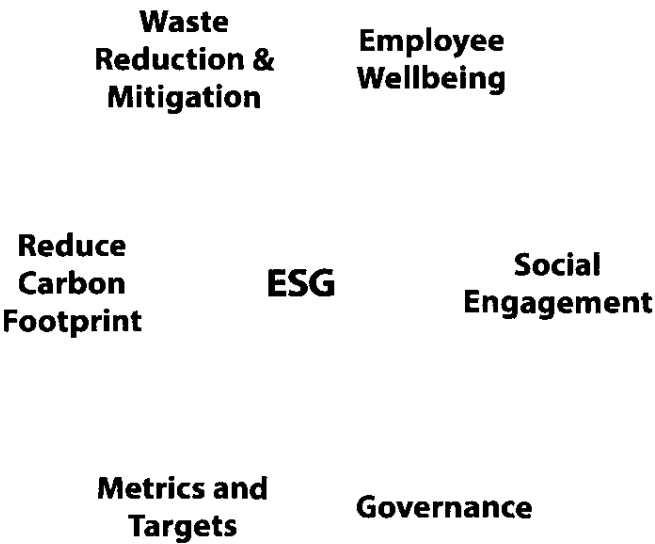 Waste
Reduction &
Mitigation
Employee
Wellbeing
Reduce
Carbon
Footprint
ESG
Social
Engagement
Metrics and
Targets
Governance